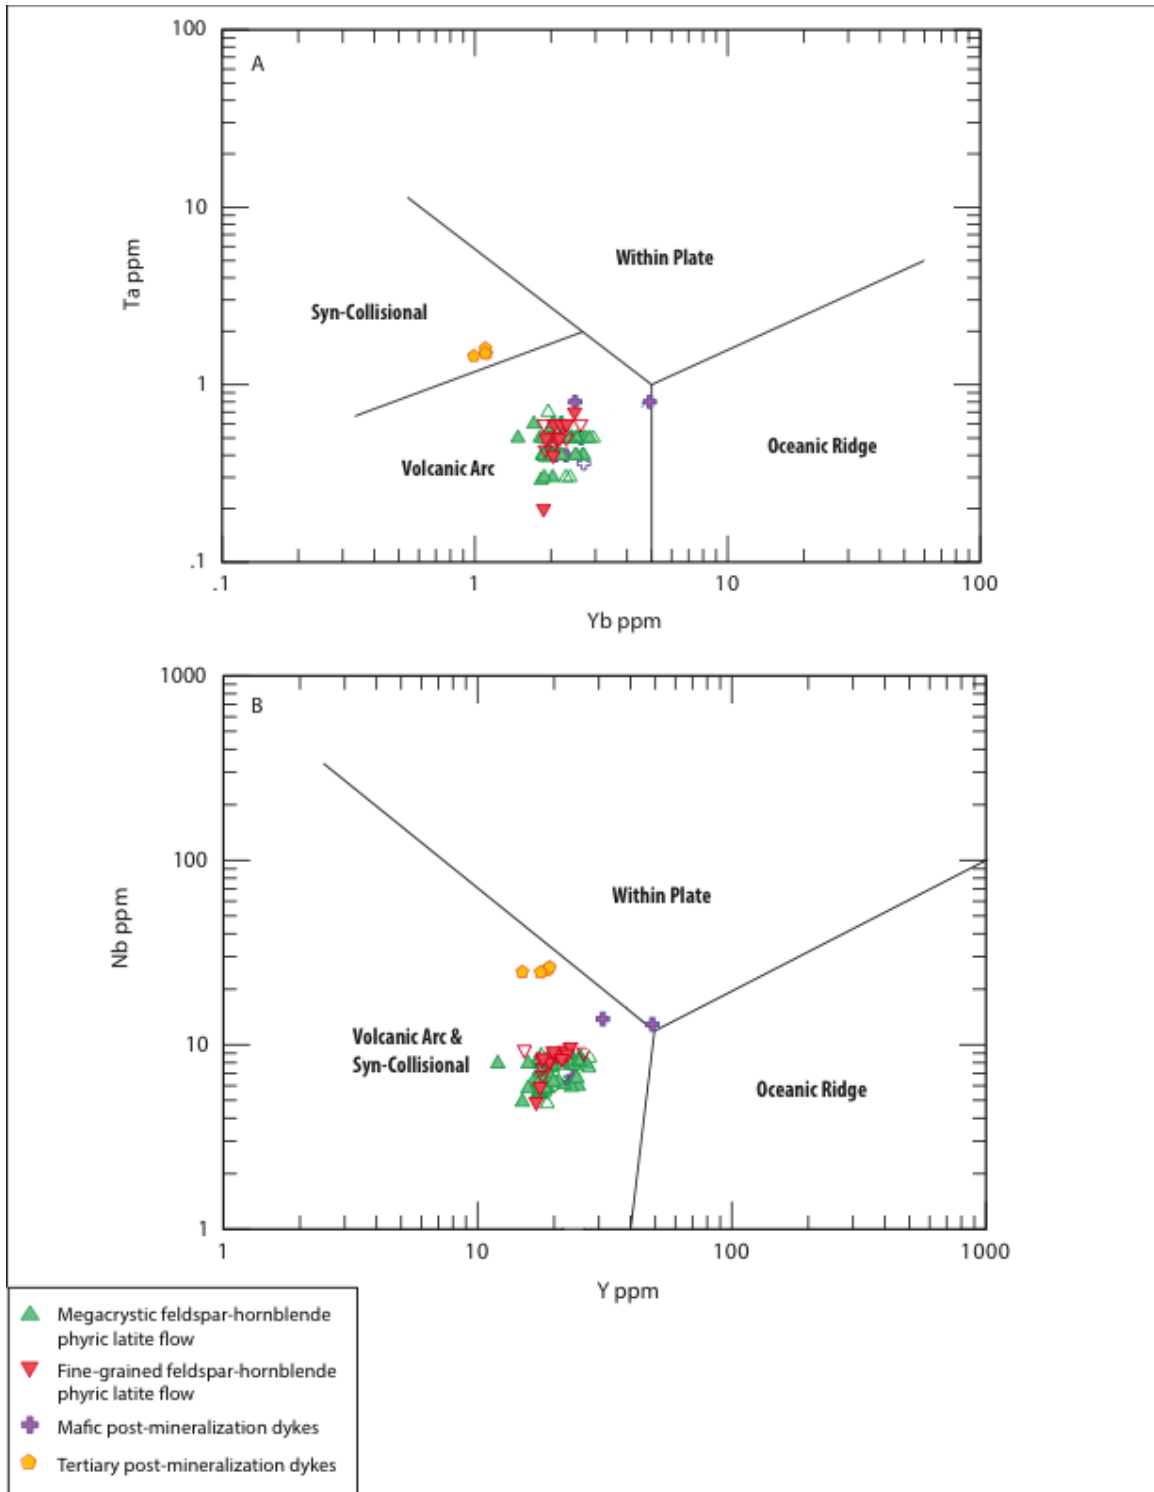 100
A
10
Ta ppm
Within Plate
Syn-Collisional
1
Oceanic Ridge
Volcanic Arc
.1
.1
1
10
100
Yb ppm
1000
B
100
Within Plate
Nb ppm
Volcanic Arc &
Syn-Collisional
10
Oceanic Ridge
1
1
10
100
1000
Y ppm
Megacrystic feldspar-hornblende
phyric latite flow
Fine-grained feldspar-hornblende
phyric latite flow
Mafic post-mineralization dykes
Tertiary post-mineralization dykes